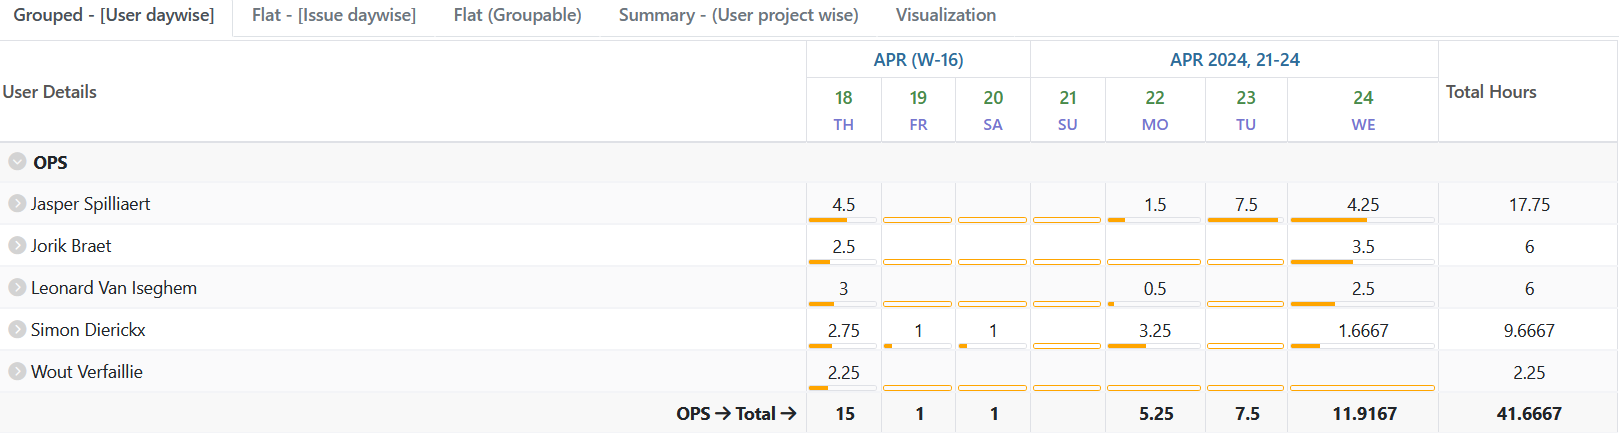 Grouped - [User daywise] Flat - [Issue daywise] Flat (Groupable) Summary - (User project wise) Visualization
APR (W-16) APR 2024, 21-24
User Details 18 19 20 21 22 23 24 Total Hours
TH FR SA SU MO TU WE
OPS
Jasper Spilliaert 4.5 1.5 7.5 4.25 17.75
Jorik Braet 2.5 3.5 6
Leonard Van Iseghem 3 0.5 2.5 6
Simon Dierickx 2.75 1 1 3.25 1.6667 9.6667
Wout Verfaillie 2.25 2.25
OPS → Total → 15 1 1 5.25 7.5 11.9167 41.6667